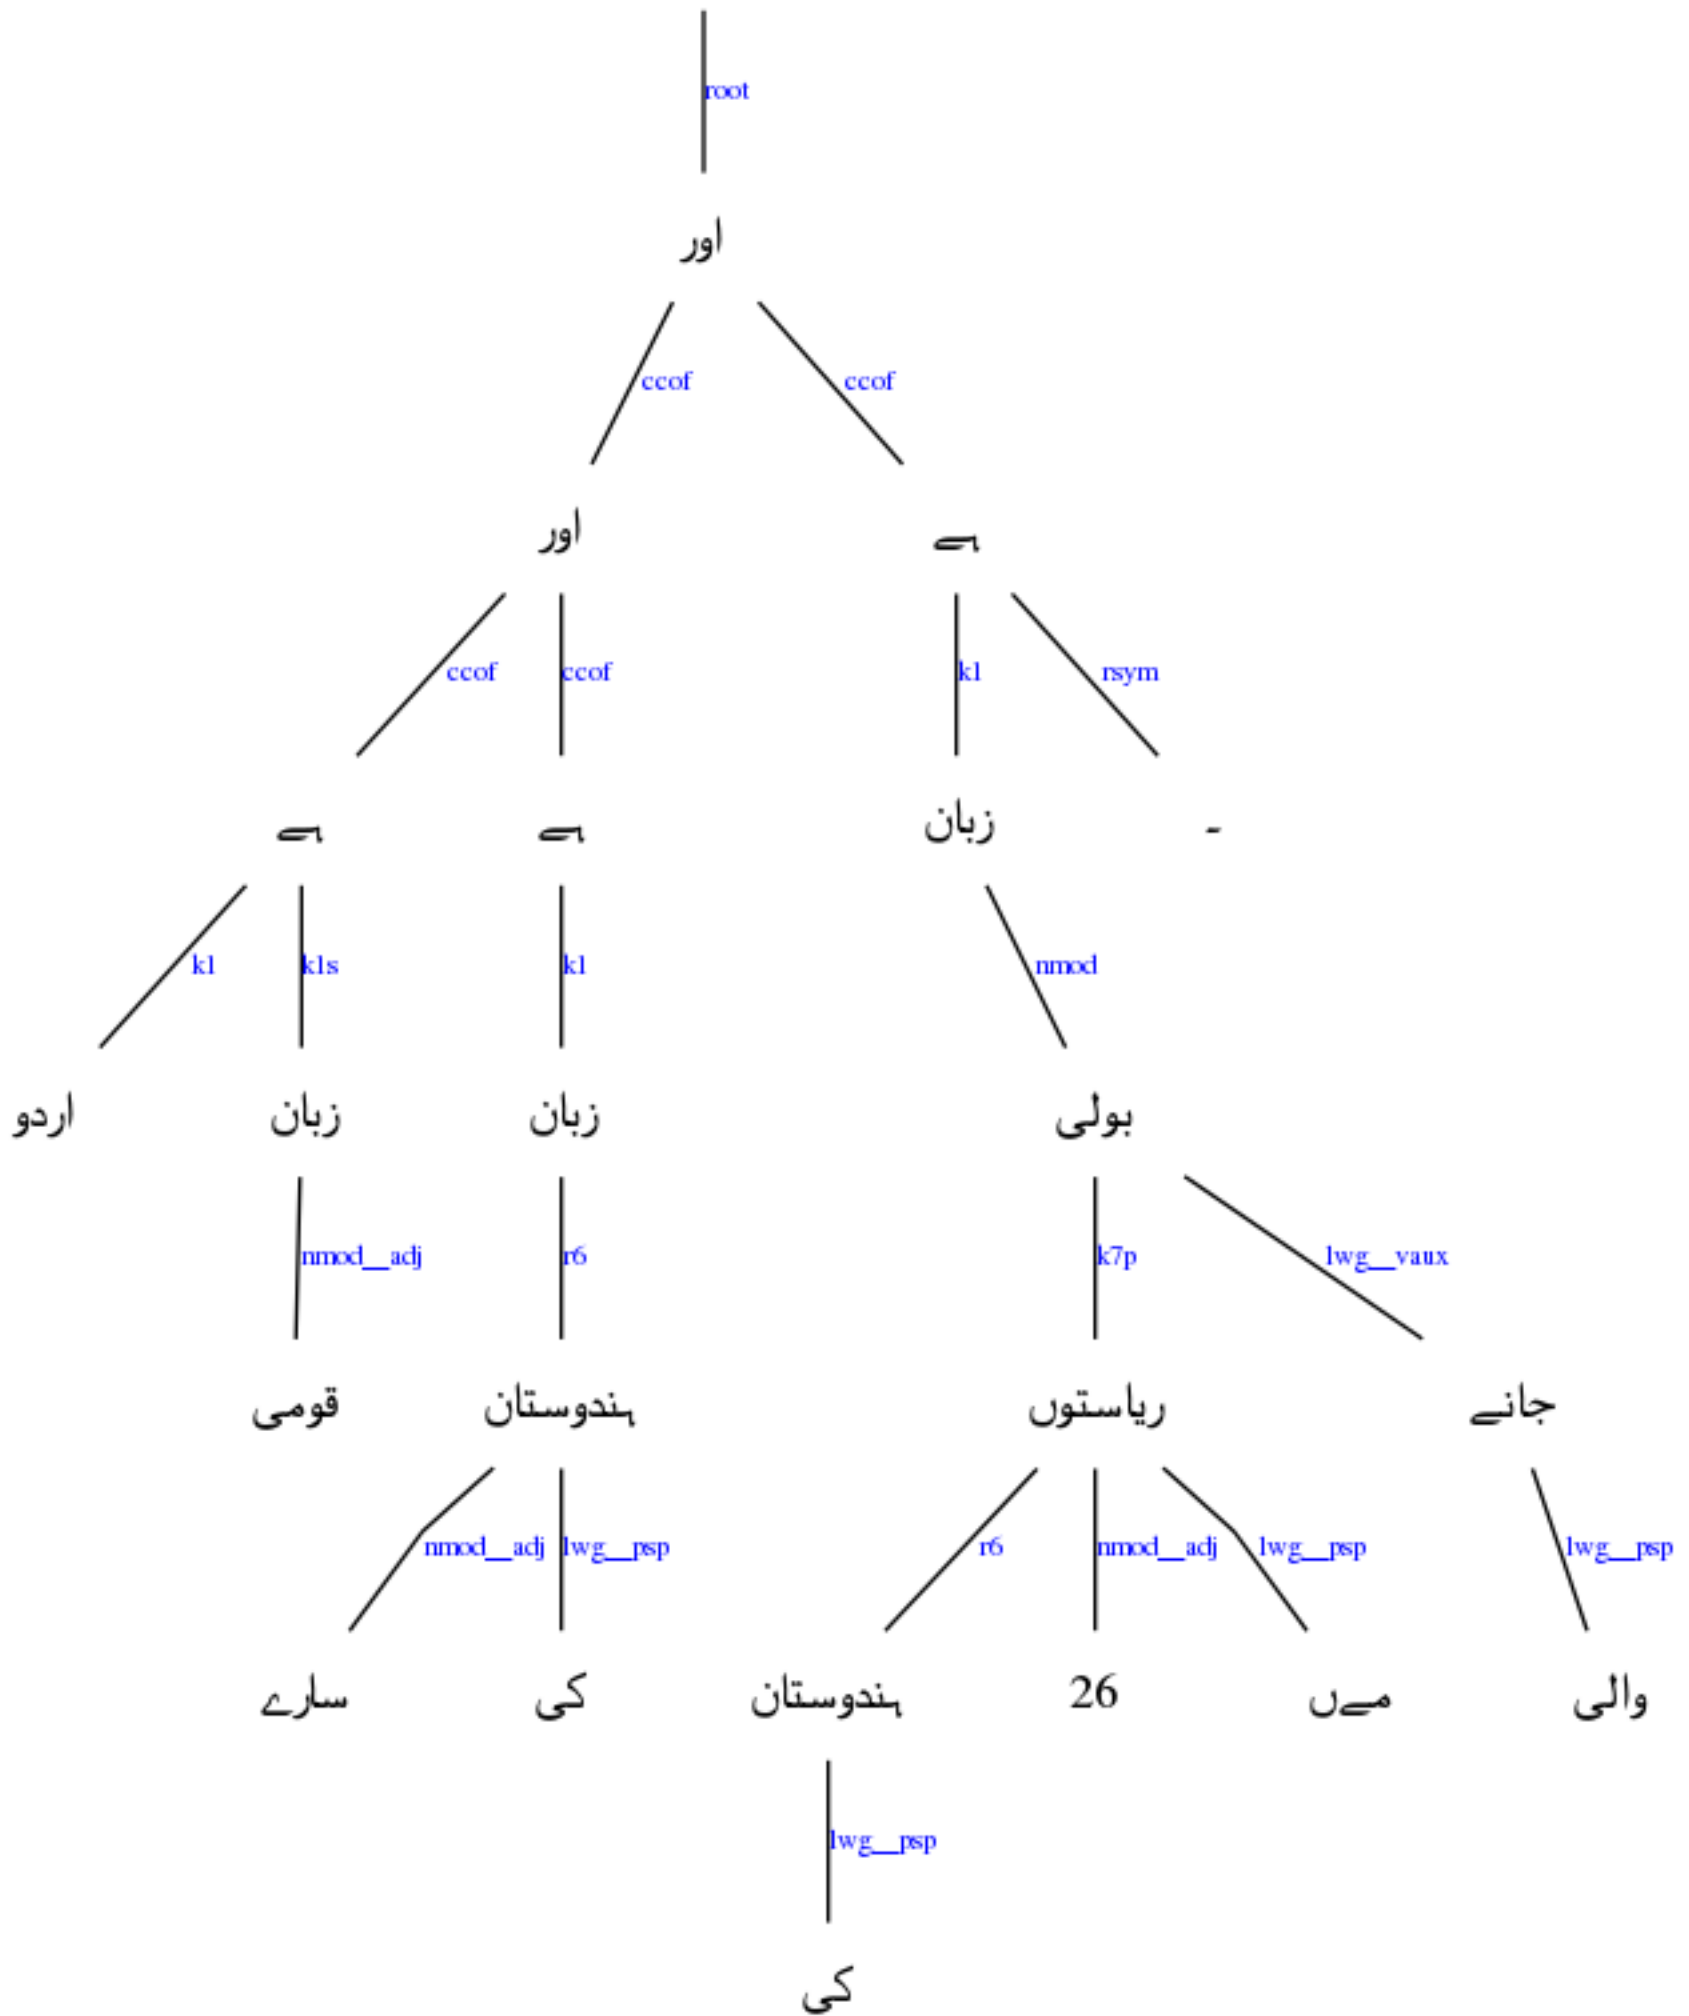 root
اور
ccof ccof
اور ہے
ccof ccof k1 rsym
ہے ہے زبان ۔
k1 k1s k1 nmod
اردو زبان زبان بولی
nmod__adj r6 k7p lwg__vaux
قومی ہندوستان ریاستوں جانے
nmod__adj lwg__psp r6 nmod__adj lwg__psp lwg__psp
سارے کی ہندوستان 26 مےں والی
lwg__psp
کی